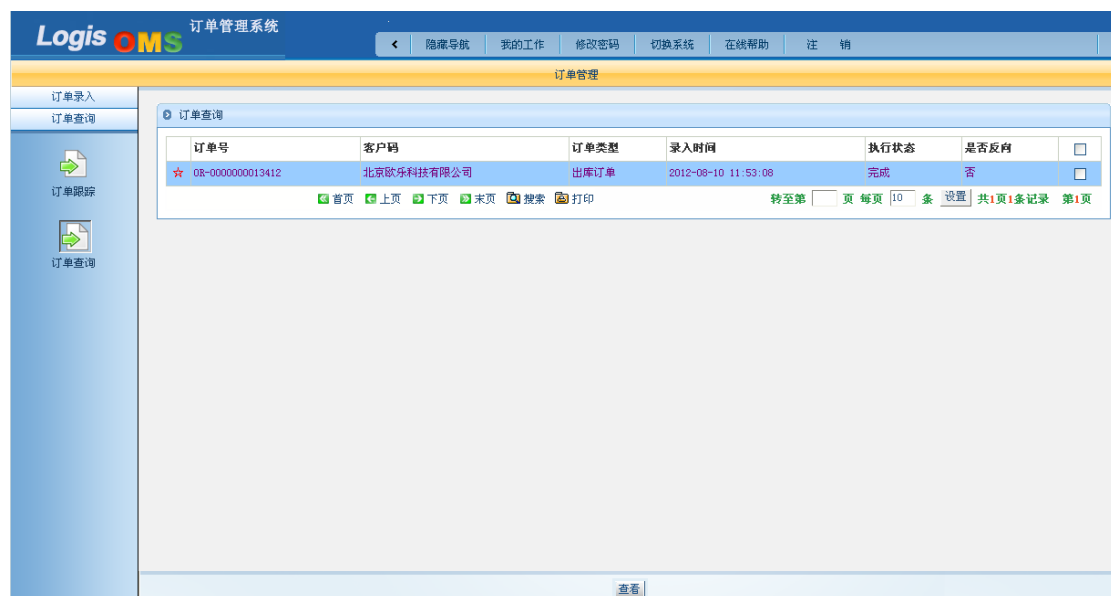 Logis OMS 订单管理系统
隐藏导航 我的工作 修改密码 切换系统 在线帮助 注 销
订单管理
订单录入
订单查询
订单跟踪
订单查询
订单查询
订单号 客户码 订单类型 录入时间 执行状态 是否反向
OR-0000000013412 北京欧乐科技有限公司 出库订单 2012-08-10 11:53:08 完成 否
首页 上页 下页 末页 搜索 打印 转至第 页 每页 10 条 设置 共1页1条记录 第1页
查看